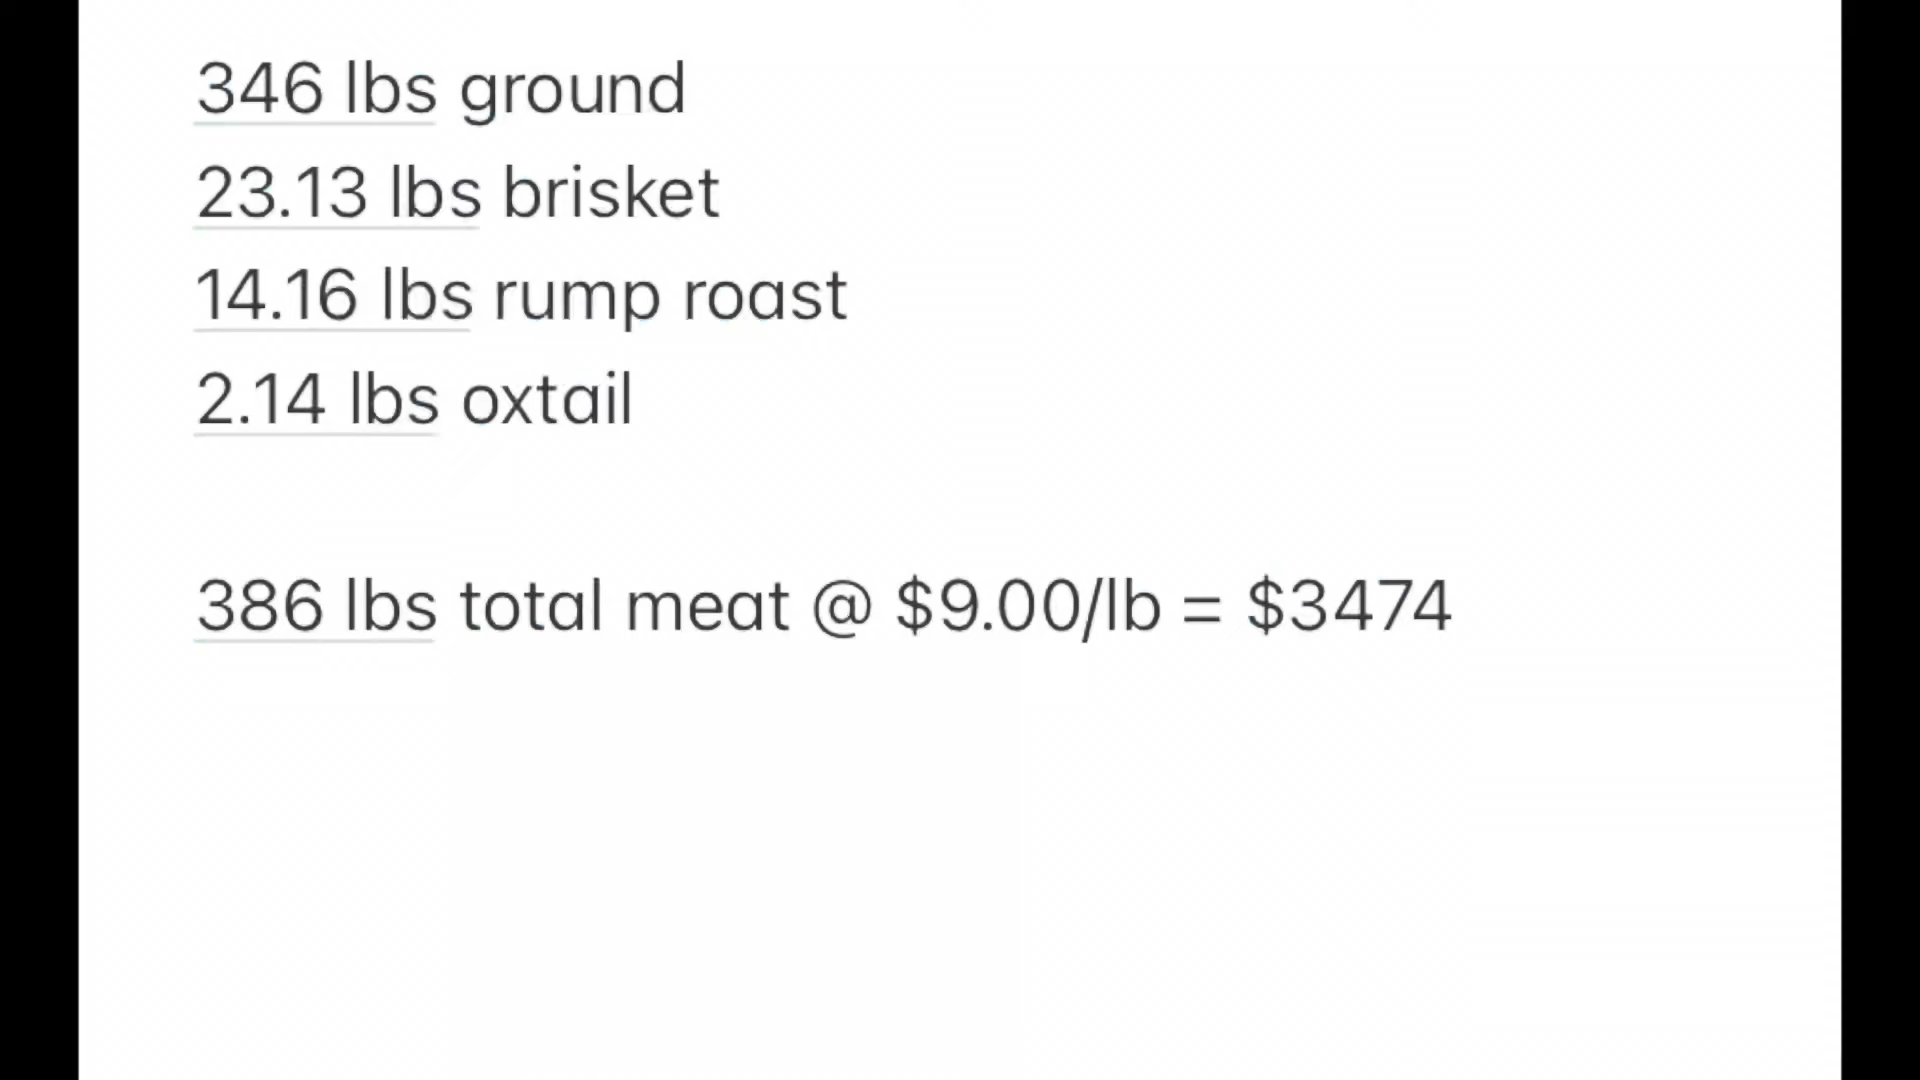 346 lbs ground
23.13 lbs brisket
14.16 lbs rump roast
2.14 lbs oxtail
386 lbs total meat @ $9.00/lb = $3474